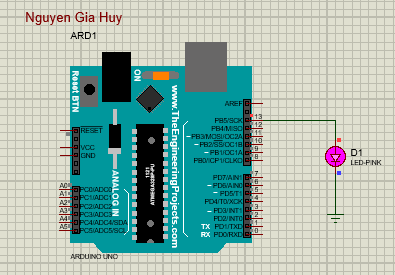 Nguyen Gia Huy
ARD1
Reset BTN
ON
www.TheEngineeringProjects.com
ANALOG IN
RESET
VCC
GND
A0 PC0/ADC0
A1 PC1/ADC1
A2 PC2/ADC2
A3 PC3/ADC3
A4 PC4/ADC4/SDA
A5 PC5/ADC5/SCL
AREF
PB5/SCK 13
PB4/MISO 12
~ PB3/MOSI/OC2A 11
~ PB2/SS/OC1B 10
~ PB1/OC1A 9
PB0/ICP1/CLKO 8
PD7/AIN1 7
~ PD6/AIN0 6
~ PD5/T1 5
PD4/T0/XCK 4
~ PD3/INT1 3
PD2/INT0 2
TX PD1/TXD 1
RX PD0/RXD 0
D1
LED-PINK
ARDUINO UNO